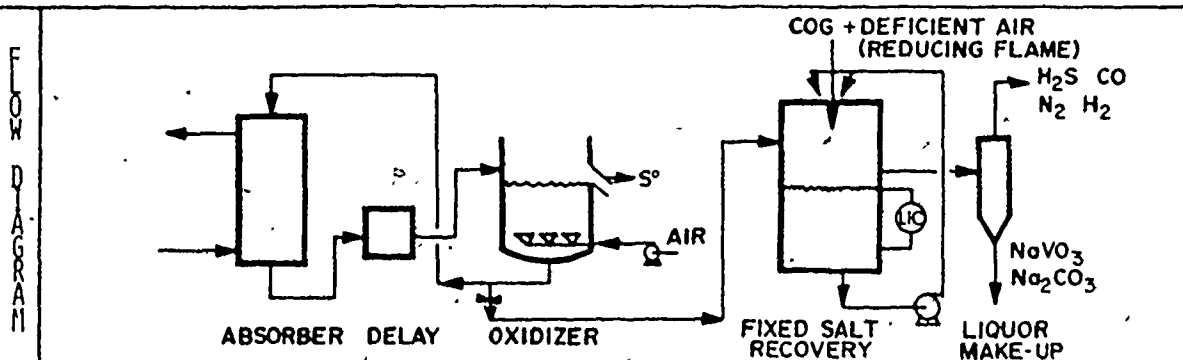 FLOW DIAGRAM
COG + DEFICIENT AIR
(REDUCING FLAME)
H₂S CO
N₂ H₂
S°
AIR
LIC
NaVO₃
Na₂CO₃
ABSORBER DELAY OXIDIZER
FIXED SALT
RECOVERY
LIQUOR
MAKE-UP